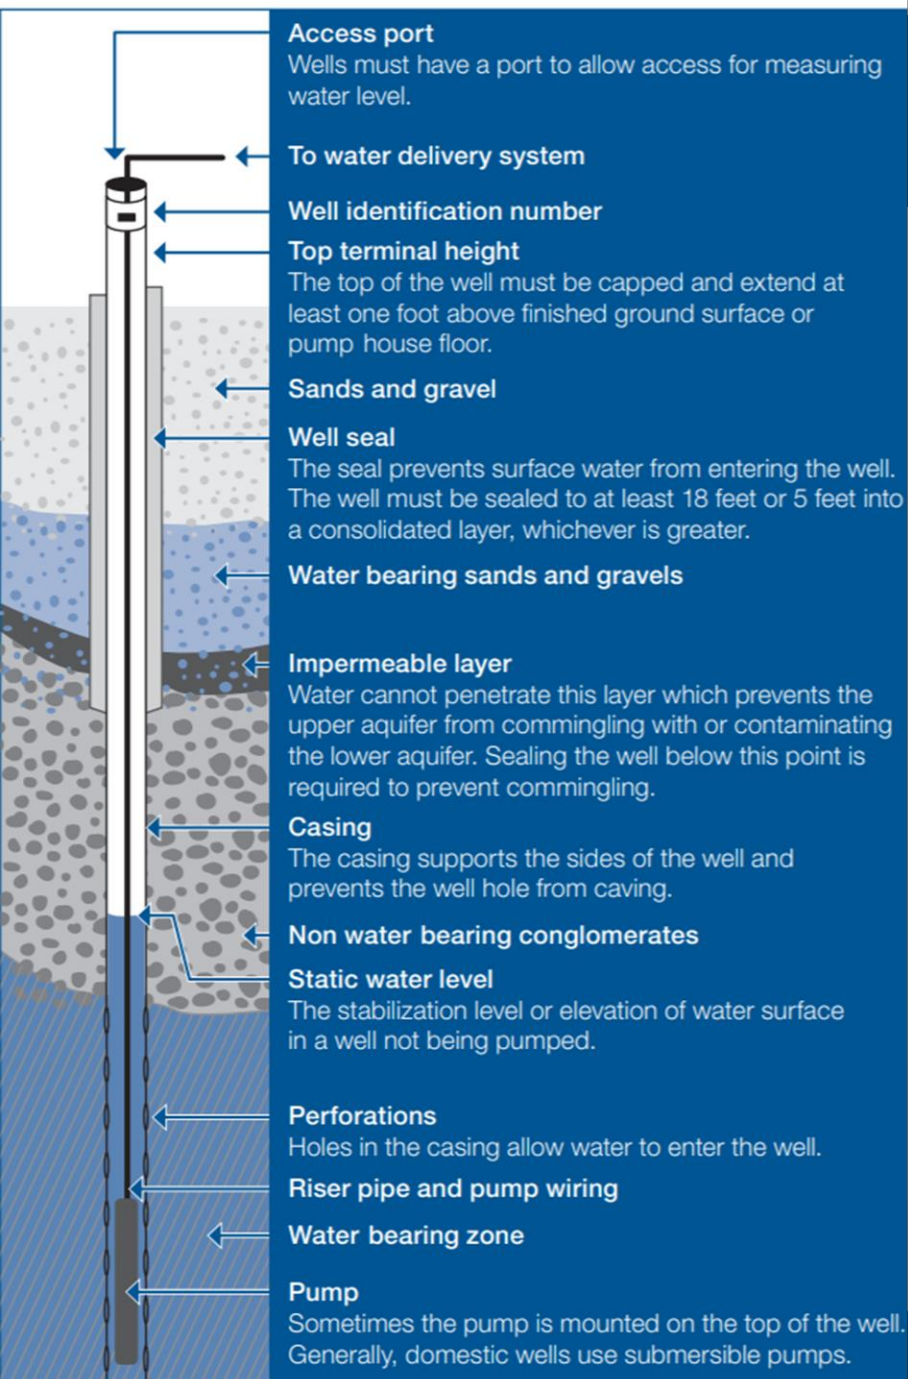 Access port
Wells must have a port to allow access for measuring
water level.
To water delivery system
Well identification number
Top terminal height
The top of the well must be capped and extend at
least one foot above finished ground surface or
pump house floor.
Sands and gravel
Well seal
The seal prevents surface water from entering the well.
The well must be sealed to at least 18 feet or 5 feet into
a consolidated layer, whichever is greater.
Water bearing sands and gravels
Impermeable layer
Water cannot penetrate this layer which prevents the
upper aquifer from commingling with or contaminating
the lower aquifer. Sealing the well below this point is
required to prevent commingling.
Casing
The casing supports the sides of the well and
prevents the well hole from caving.
Non water bearing conglomerates
Static water level
The stabilization level or elevation of water surface
in a well not being pumped.
Perforations
Holes in the casing allow water to enter the well.
Riser pipe and pump wiring
Water bearing zone
Pump
Sometimes the pump is mounted on the top of the well.
Generally, domestic wells use submersible pumps.